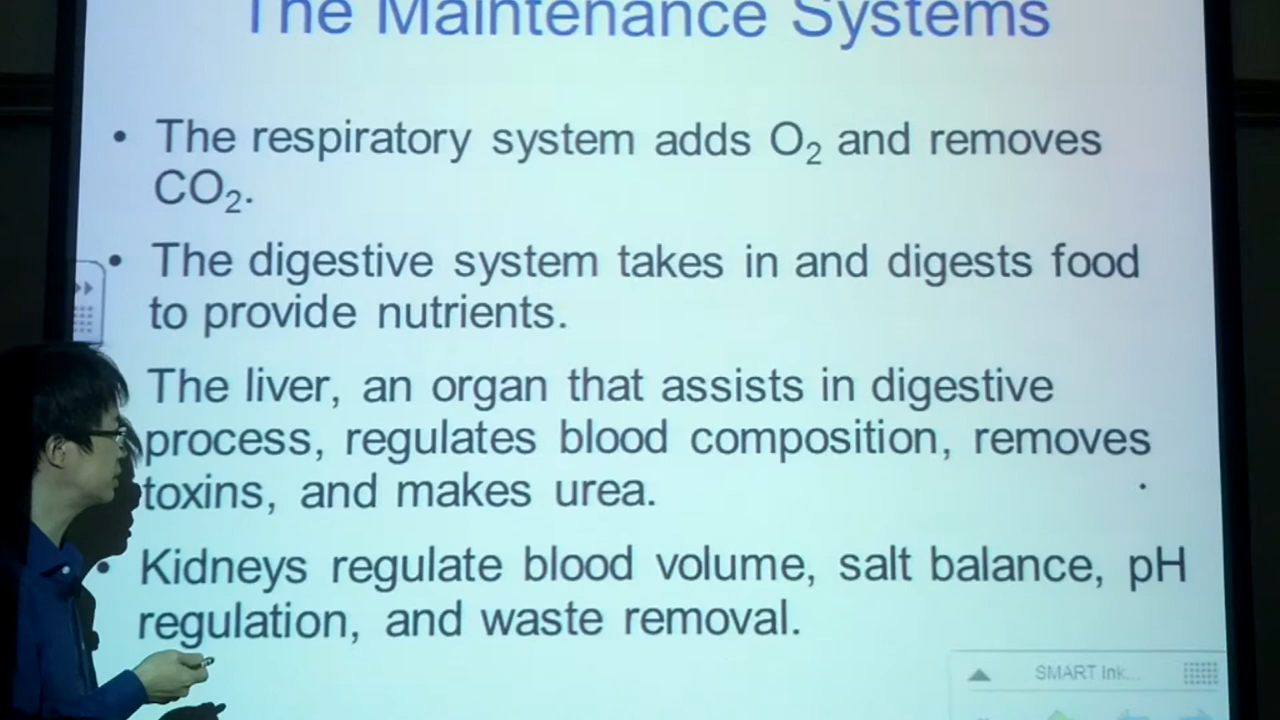 The Maintenance Systems
• The respiratory system adds O₂ and removes
CO₂.
• The digestive system takes in and digests food
to provide nutrients.
The liver, an organ that assists in digestive
process, regulates blood composition, removes
toxins, and makes urea.
• Kidneys regulate blood volume, salt balance, pH
regulation, and waste removal.
SMART Ink...